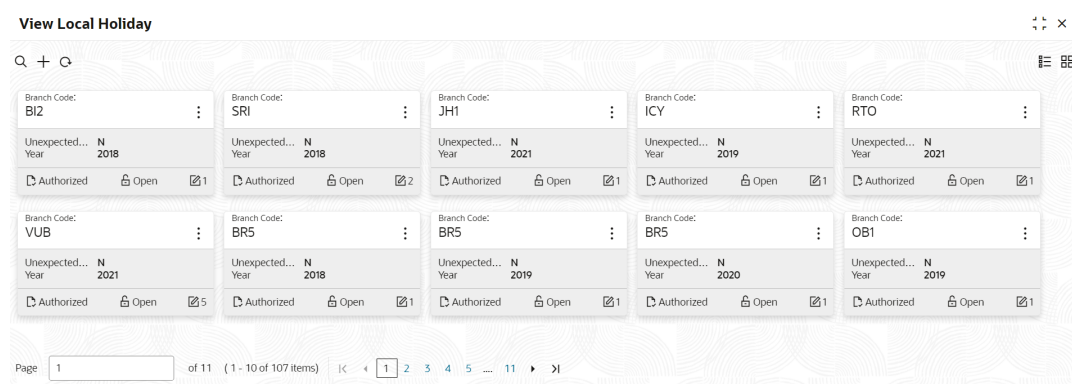 View Local Holiday
Branch Code: Branch Code: Branch Code: Branch Code: Branch Code:
BI2 SRI JH1 ICY RTO
Unexpected... N Unexpected... N Unexpected... N Unexpected... N Unexpected... N
Year 2018 Year 2018 Year 2021 Year 2019 Year 2021
Authorized Open 1 Authorized Open 2 Authorized Open 1 Authorized Open 1 Authorized Open 1
Branch Code: Branch Code: Branch Code: Branch Code: Branch Code:
VUB BR5 BR5 BR5 OB1
Unexpected... N Unexpected... N Unexpected... N Unexpected... N Unexpected... N
Year 2021 Year 2018 Year 2019 Year 2020 Year 2019
Authorized Open 5 Authorized Open 1 Authorized Open 1 Authorized Open 1 Authorized Open 1
Page 1 of 11 (1 - 10 of 107 items) 1 2 3 4 5 .... 11